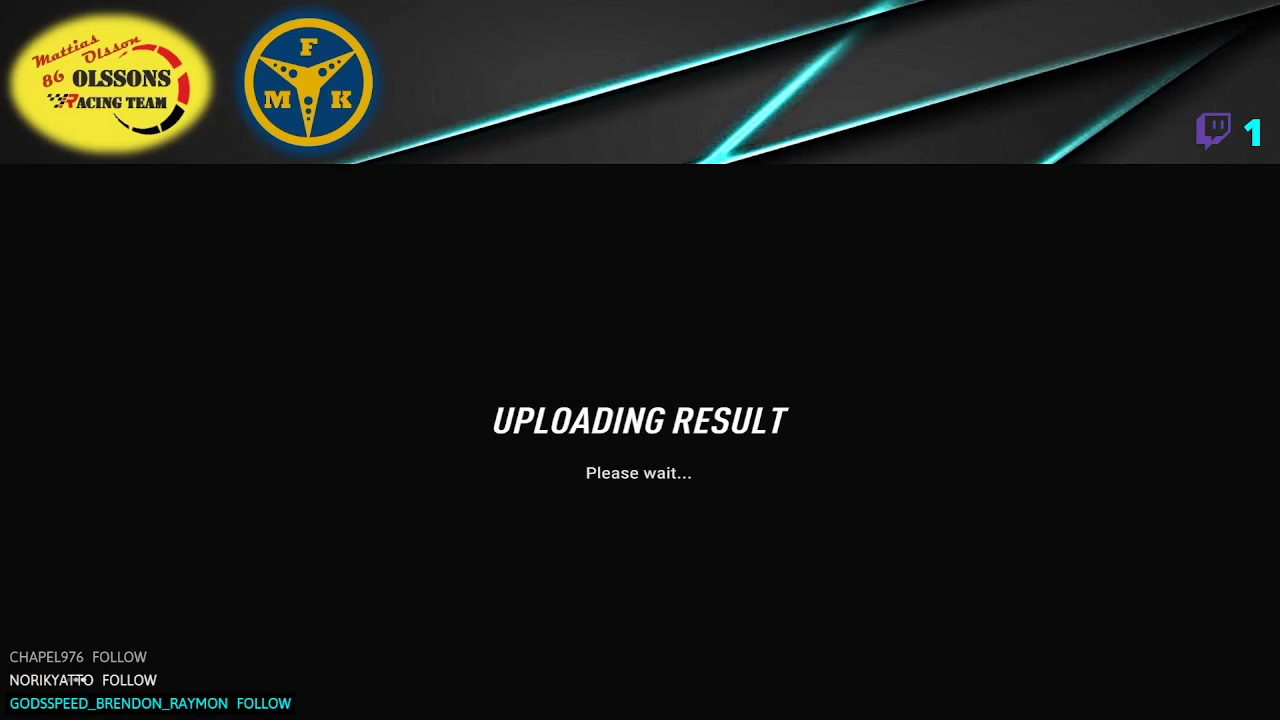 Mattias Olsson
86 OLSSONS
RACING TEAM
F
M K
1
UPLOADING RESULT
Please wait...
CHAPEL976 FOLLOW
NORIKYATTO FOLLOW
GODSSPEED_BRENDON_RAYMON FOLLOW